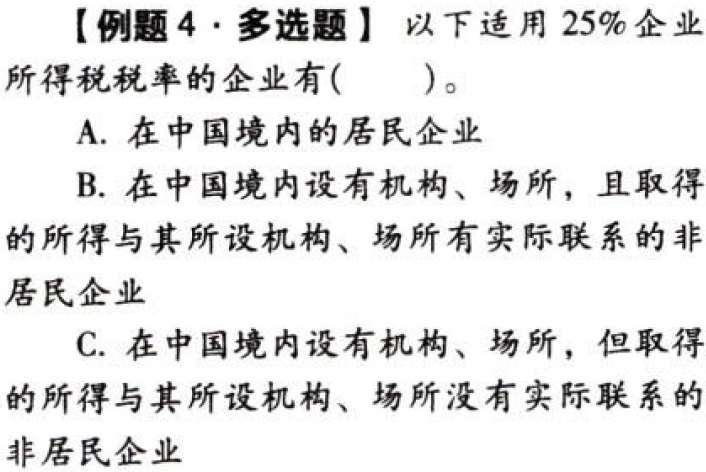 【例题4·多选题】 以下适用25%企业
所得税税率的企业有(  )。
A. 在中国境内的居民企业
B. 在中国境内设有机构、场所，且取得
的所得与其所设机构、场所有实际联系的非
居民企业
C. 在中国境内设有机构、场所，但取得
的所得与其所设机构、场所没有实际联系的
非居民企业